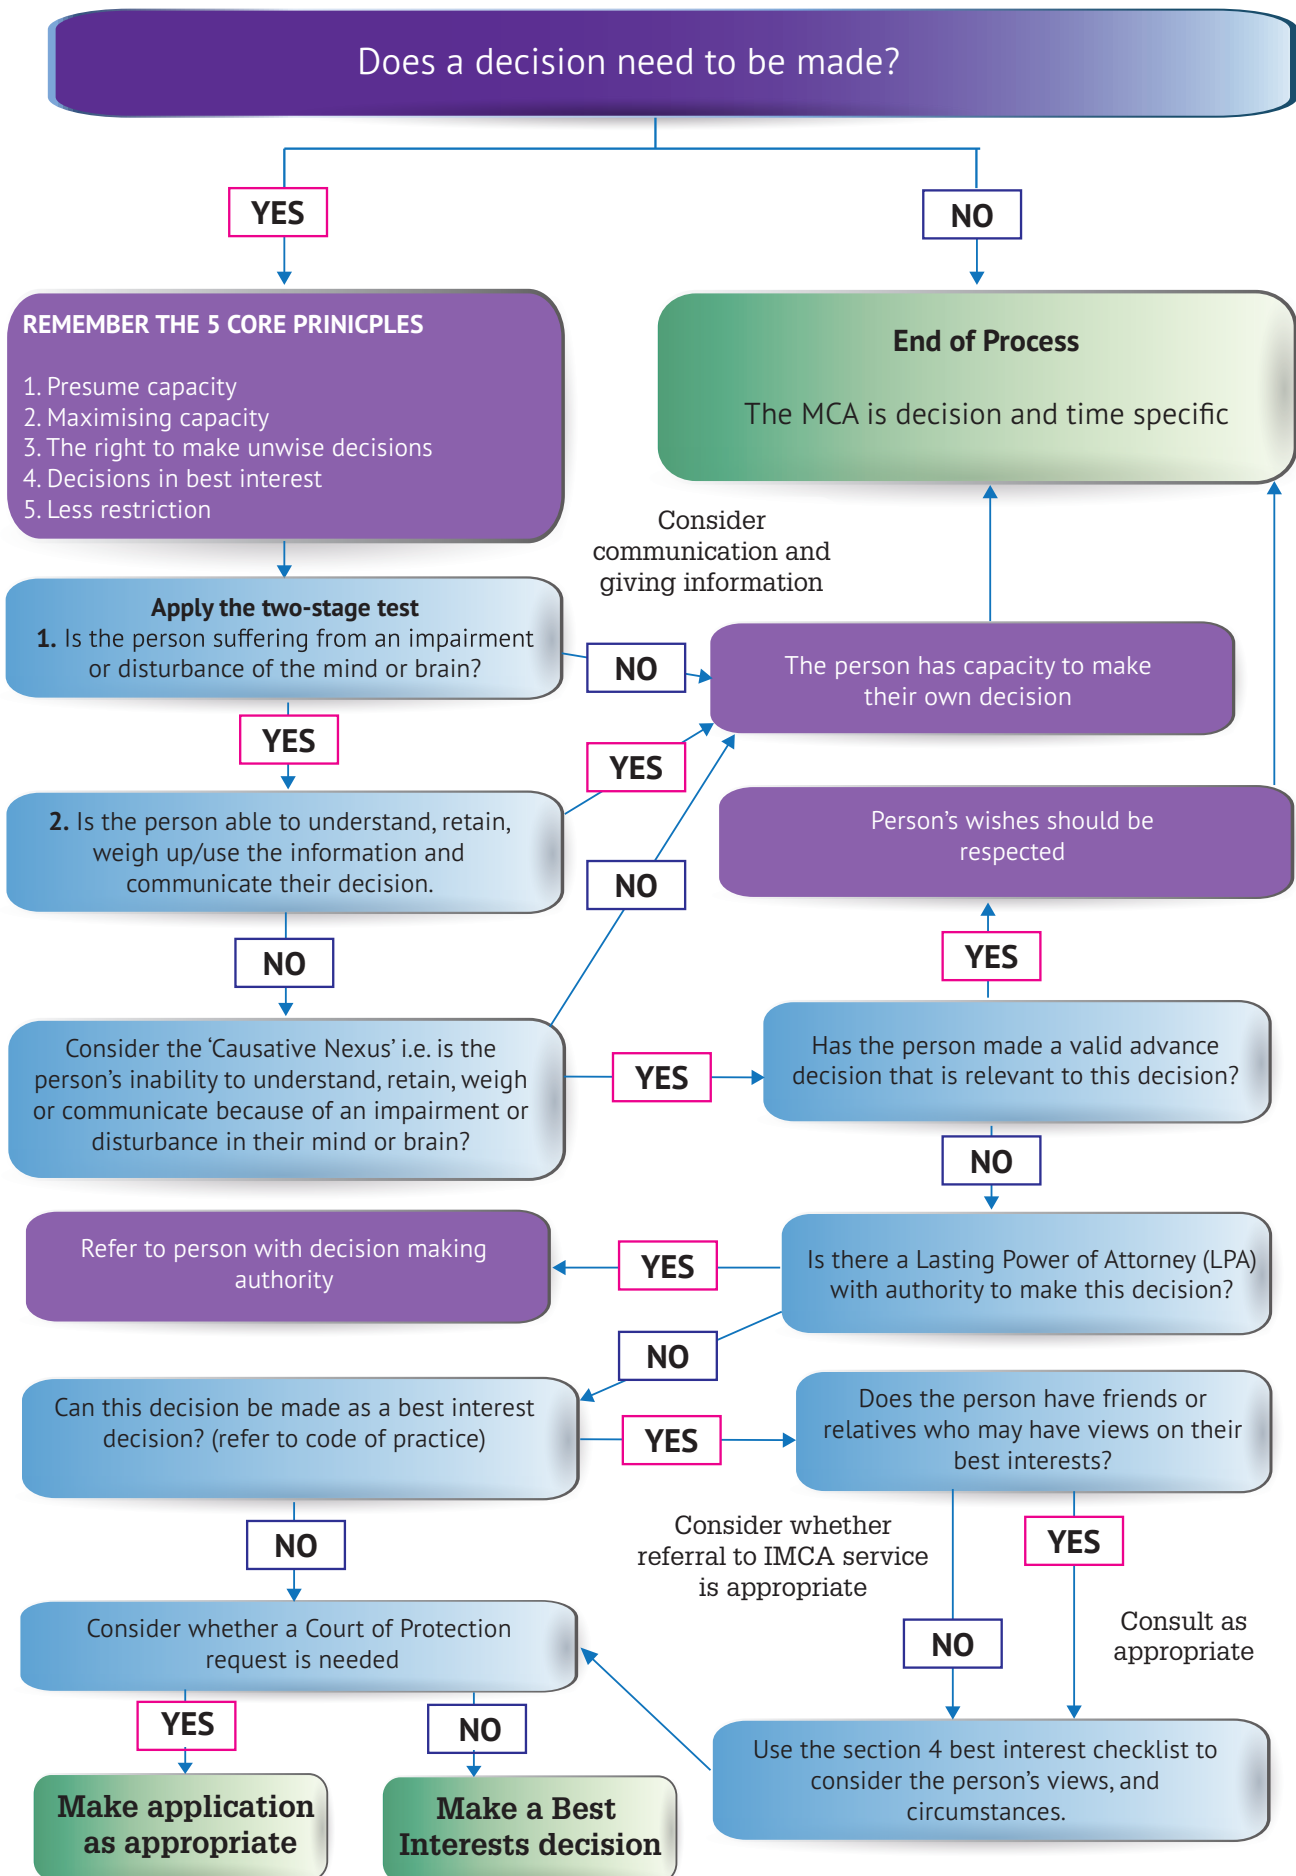 Does a decision need to be made?
YES
NO
REMEMBER THE 5 CORE PRINICPLES
1. Presume capacity
2. Maximising capacity
3. The right to make unwise decisions
4. Decisions in best interest
5. Less restriction
End of Process
The MCA is decision and time specific
Consider
communication and
giving information
Apply the two-stage test
1. Is the person suffering from an impairment
or disturbance of the mind or brain?
NO
The person has capacity to make
their own decision
YES
YES
2. Is the person able to understand, retain,
weigh up/use the information and
communicate their decision.
NO
Person's wishes should be
respected
NO
YES
Consider the ‘Causative Nexus’ i.e. is the
person's inability to understand, retain, weigh
or communicate because of an impairment or
disturbance in their mind or brain?
YES
Has the person made a valid advance
decision that is relevant to this decision?
NO
Refer to person with decision making
authority
YES
Is there a Lasting Power of Attorney (LPA)
with authority to make this decision?
NO
Can this decision be made as a best interest
decision? (refer to code of practice)
YES
Does the person have friends or
relatives who may have views on their
best interests?
NO
Consider whether
referral to IMCA service
is appropriate
YES
NO
Consult as
appropriate
Consider whether a Court of Protection
request is needed
YES
NO
Use the section 4 best interest checklist to
consider the person's views, and
circumstances.
Make application
as appropriate
Make a Best
Interests decision